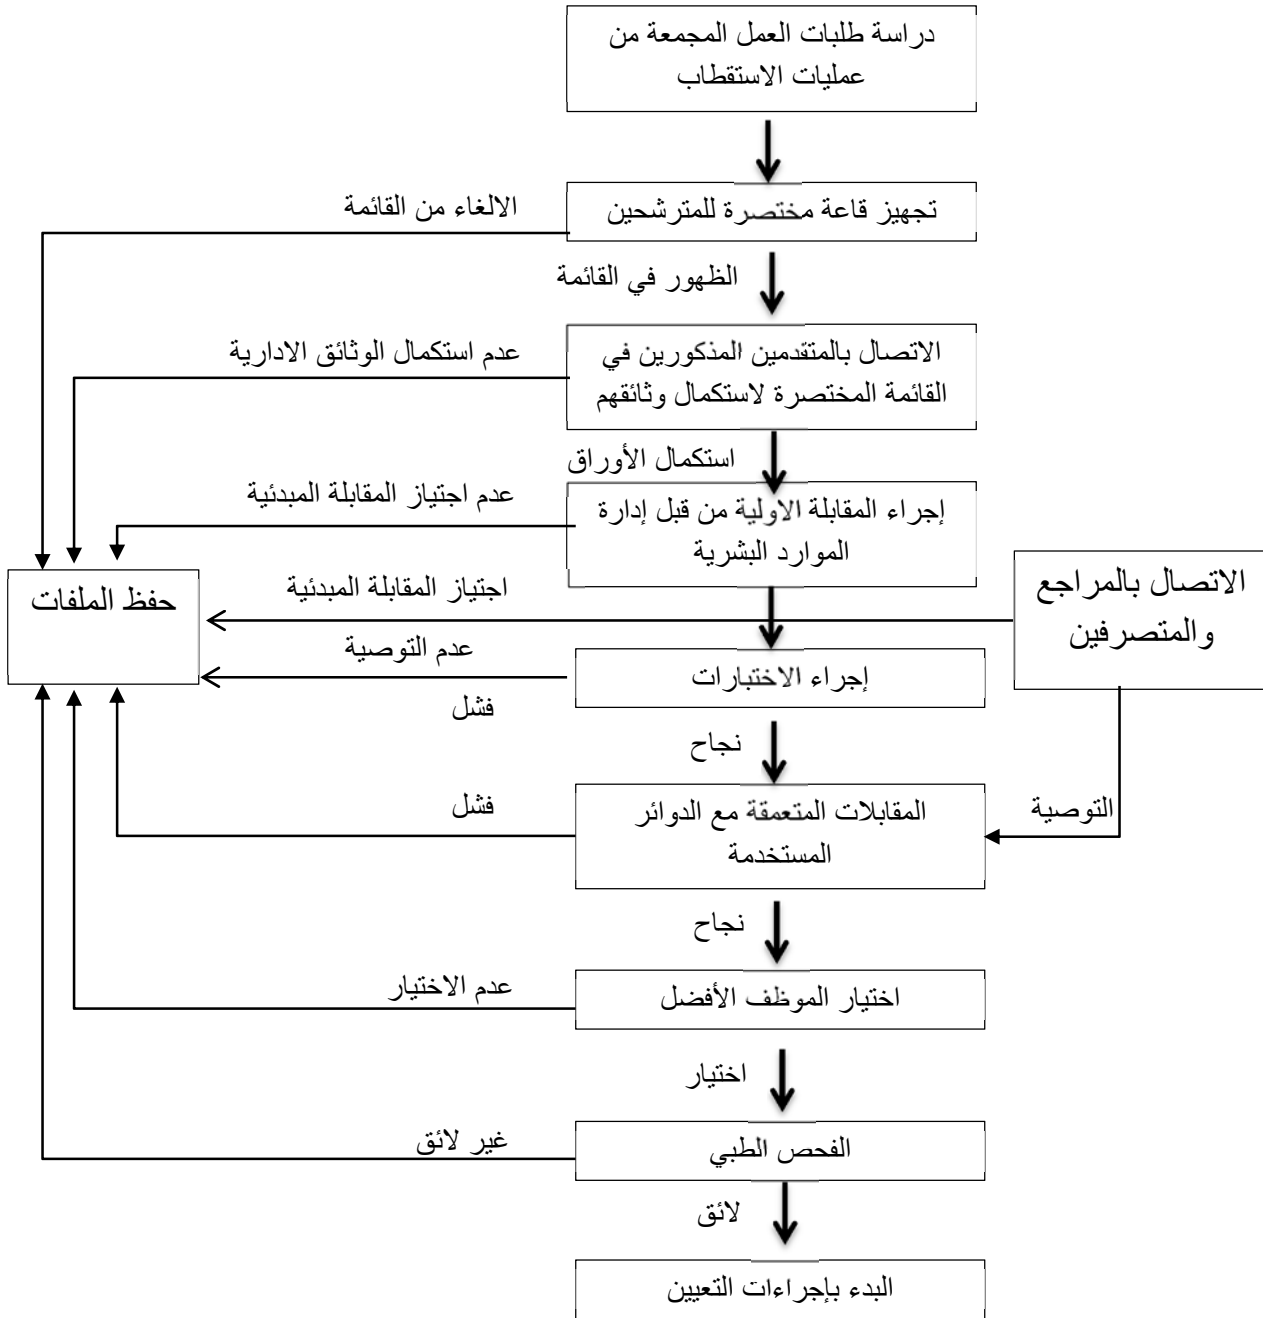 دراسة طلبات العمل المجمعة من
عمليات الاستقطاب
تجهيز قاعة مختصرة للمترشحين
الالغاء من القائمة
الظهور في القائمة
الاتصال بالمتقدمين المذكورين في
القائمة المختصرة لاستكمال وثائقهم
عدم استكمال الوثائق الادارية
استكمال الأوراق
إجراء المقابلة الاولية من قبل إدارة
الموارد البشرية
عدم اجتياز المقابلة المبدئية
الاتصال بالمراجع
والمتصرفين
اجتياز المقابلة المبدئية
حفظ الملفات
عدم التوصية
إجراء الاختبارات
فشل
نجاح
المقابلات المتعمقة مع الدوائر
المستخدمة
التوصية
فشل
نجاح
اختيار الموظف الأفضل
عدم الاختيار
اختيار
الفحص الطبي
غير لائق
لائق
البدء بإجراءات التعيين